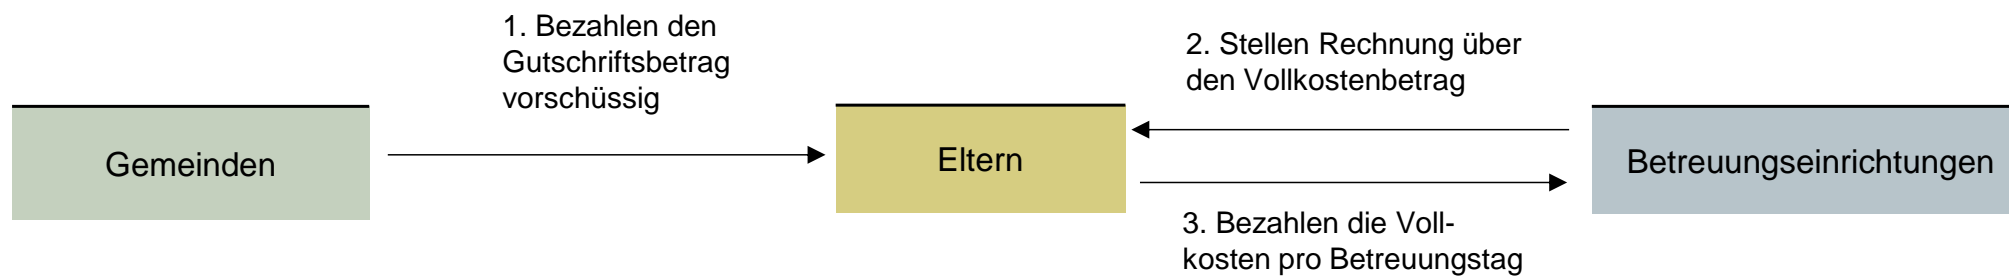 1. Bezahlen den
Gutschriftsbetrag
vorschüssig
2. Stellen Rechnung über
den Vollkostenbetrag
Gemeinden
Eltern
Betreuungseinrichtungen
3. Bezahlen die Voll-
kosten pro Betreuungstag